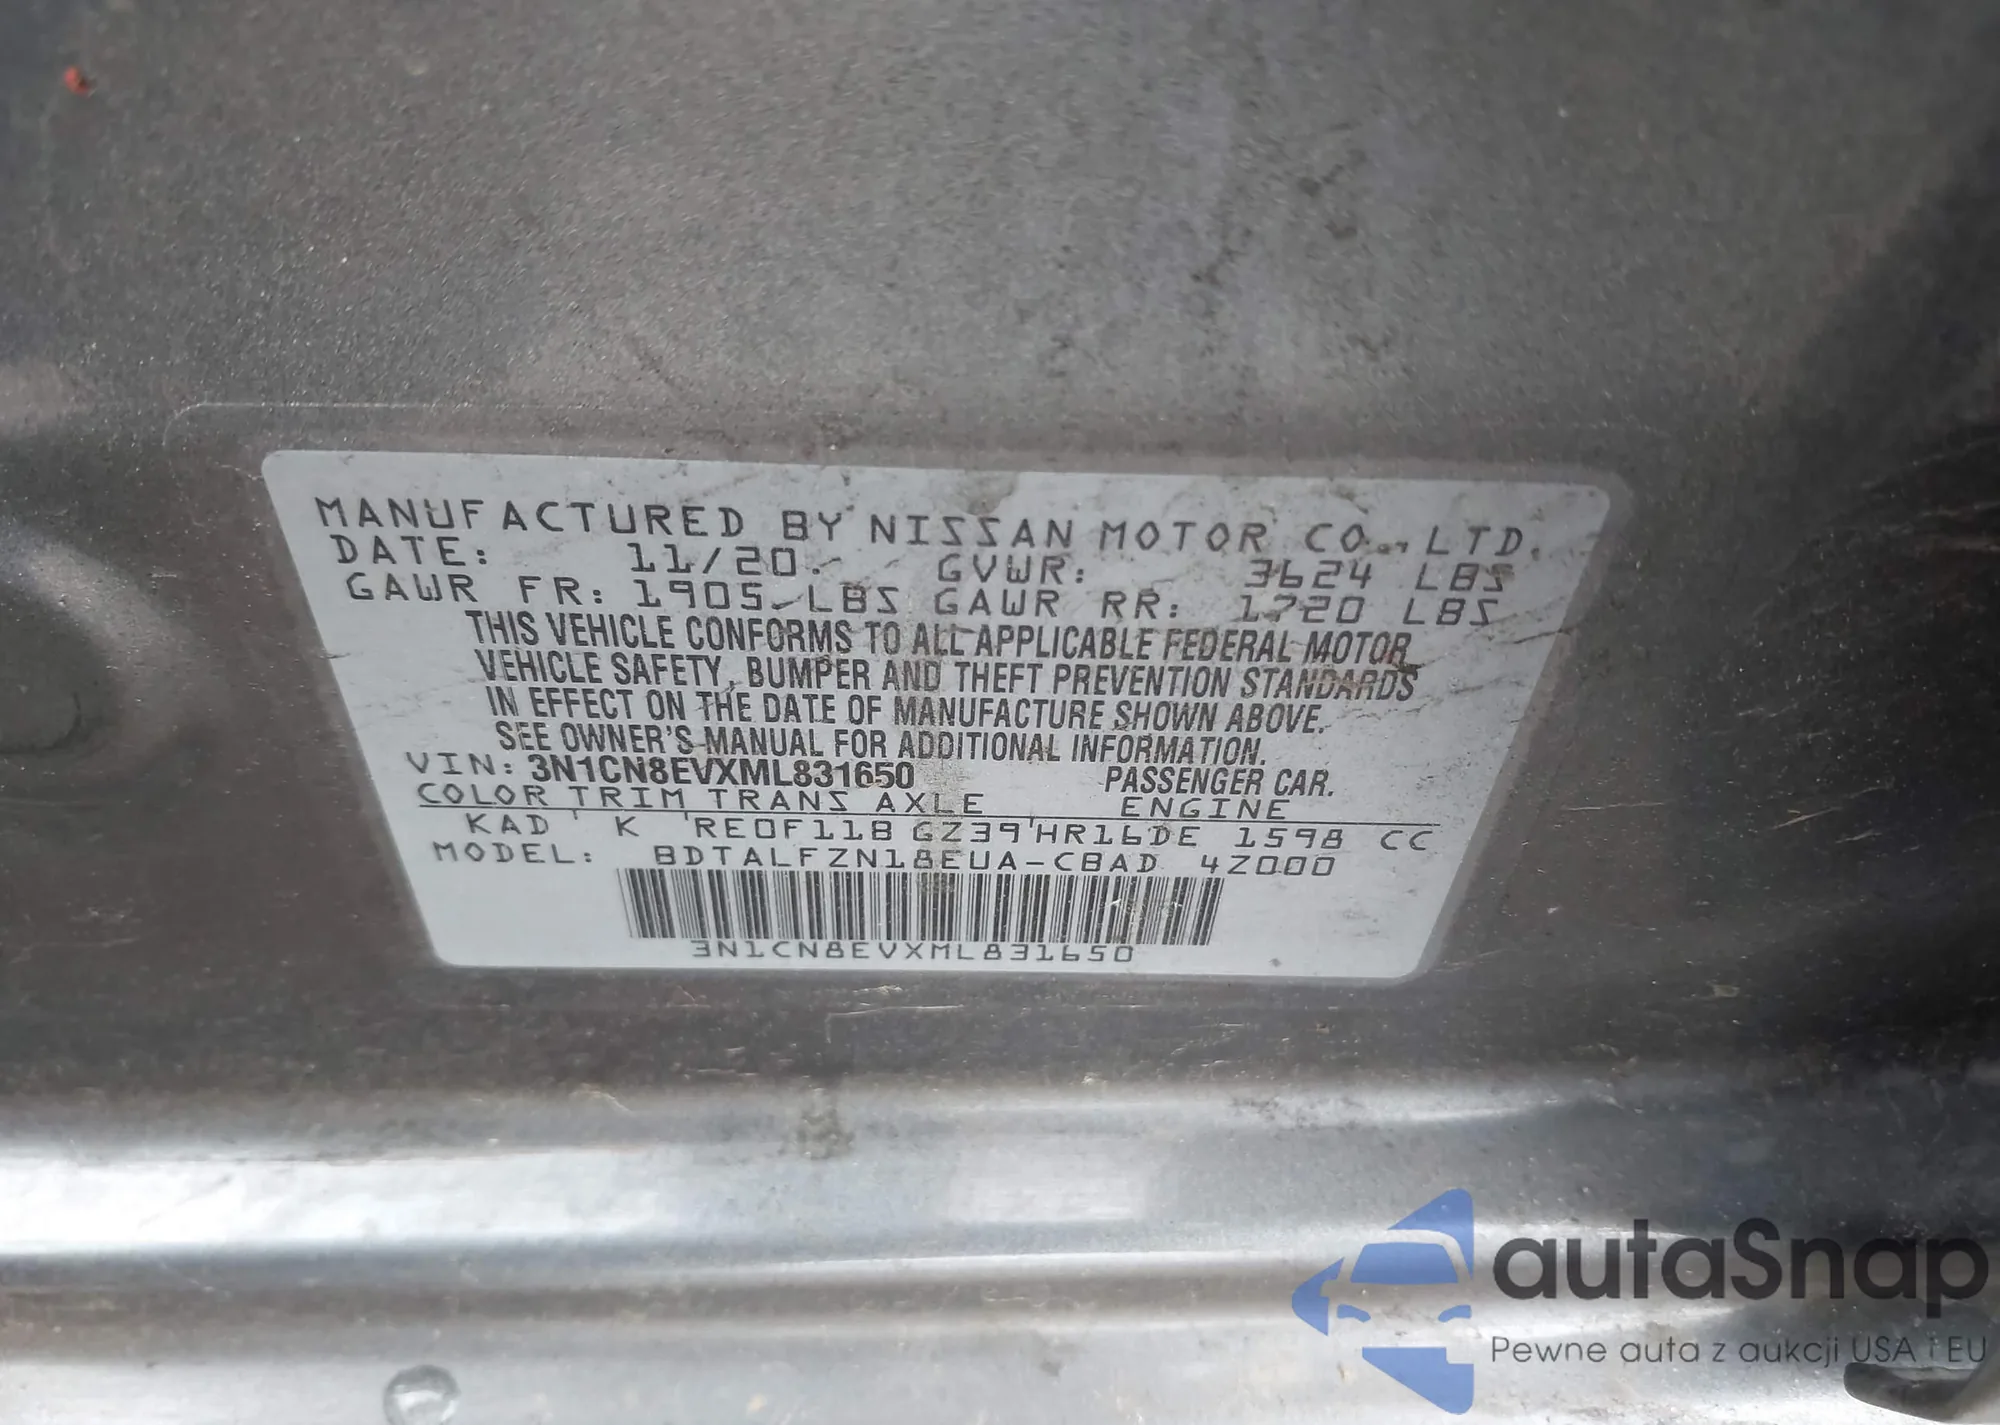 MANUFACTURED BY NISSAN MOTOR CO., LTD.
DATE: 11/20 GVWR: 3624 LBS
GAWR FR: 1905 LBS GAWR RR: 1720 LBS
THIS VEHICLE CONFORMS TO ALL APPLICABLE FEDERAL MOTOR
VEHICLE SAFETY, BUMPER AND THEFT PREVENTION STANDARDS
IN EFFECT ON THE DATE OF MANUFACTURE SHOWN ABOVE.
SEE OWNER'S MANUAL FOR ADDITIONAL INFORMATION.
VIN: 3N1CN8EVXML831650 PASSENGER CAR.
COLOR TRIM TRANS AXLE ENGINE
KAD K RE0F11B GZ39 HR16DE 1598 CC
MODEL: BDTALFZN18EUA-CBAD 4Z000
3N1CN8EVXML831650
autaSnap
Pewne auta z aukcji USA i EU